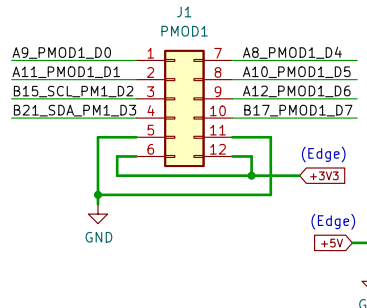 J1
PMOD1
A9_PMOD1_D0 1 7 A8_PMOD1_D4
A11_PMOD1_D1 2 8 A10_PMOD1_D5
B15_SCL_PM1_D2 3 9 A12_PMOD1_D6
B21_SDA_PM1_D3 4 10 B17_PMOD1_D7
5 11
6 12
(Edge)
+3V3
GND
(Edge)
+5V